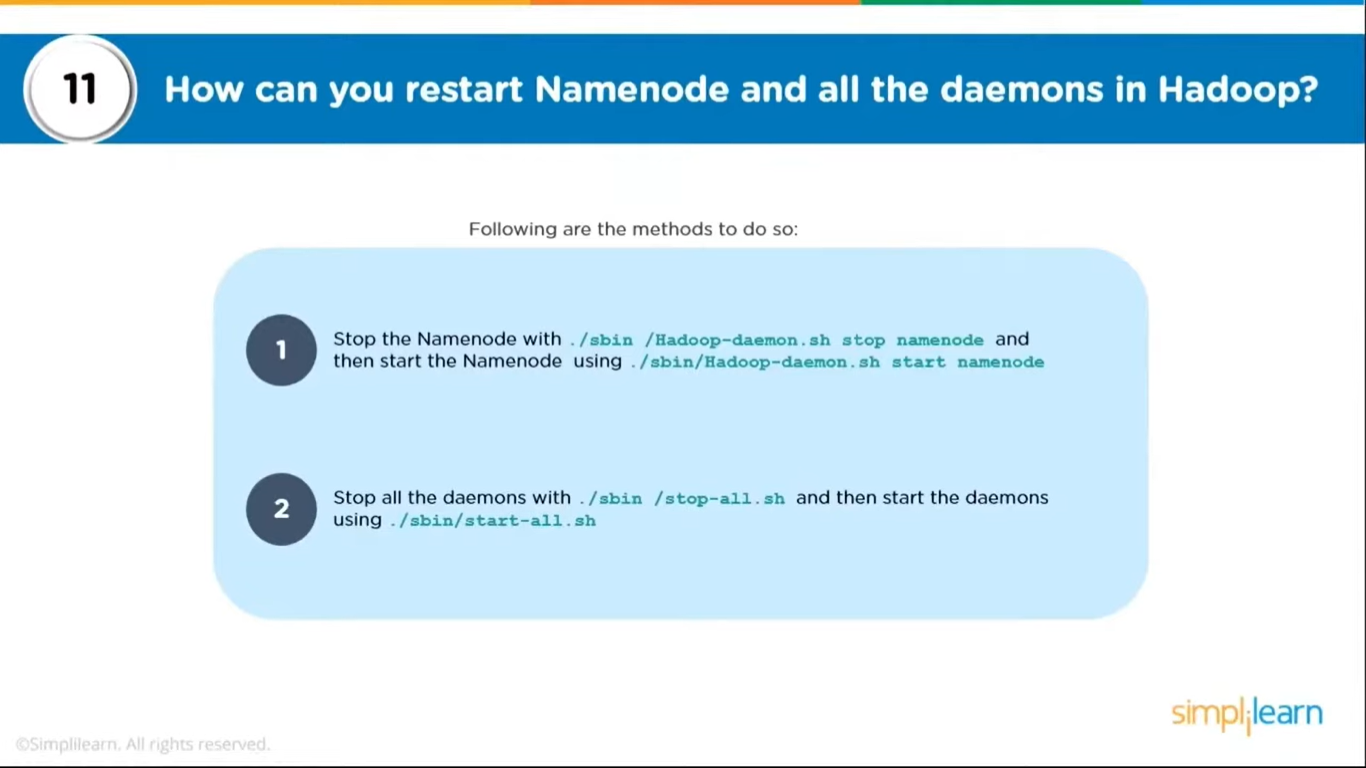 11
How can you restart Namenode and all the daemons in Hadoop?
Following are the methods to do so:
1
Stop the Namenode with ./sbin /Hadoop-daemon.sh stop namenode and
then start the Namenode using ./sbin/Hadoop-daemon.sh start namenode
2
Stop all the daemons with ./sbin /stop-all.sh and then start the daemons
using ./sbin/start-all.sh
simplilearn
©Simplilearn. All rights reserved.